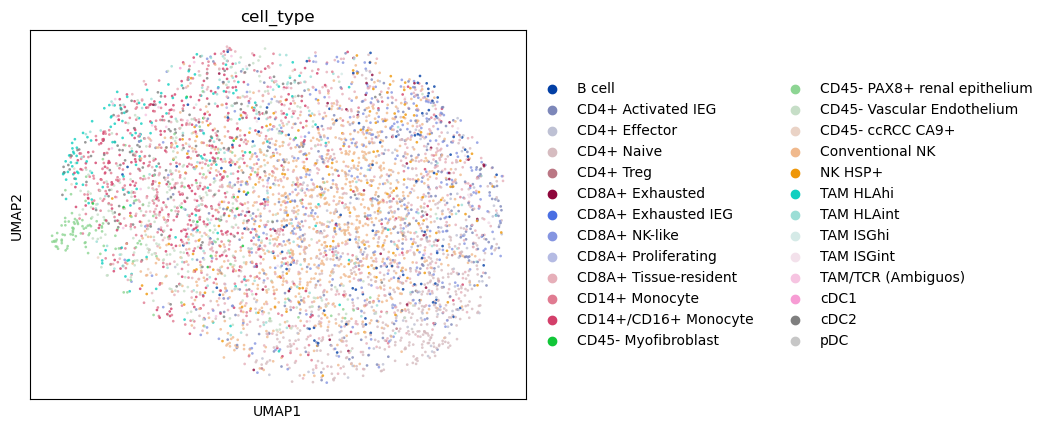 cell_type
UMAP2
UMAP1
B cell
CD4+ Activated IEG
CD4+ Effector
CD4+ Naive
CD4+ Treg
CD8A+ Exhausted
CD8A+ Exhausted IEG
CD8A+ NK-like
CD8A+ Proliferating
CD8A+ Tissue-resident
CD14+ Monocyte
CD14+/CD16+ Monocyte
CD45- Myofibroblast
CD45- PAX8+ renal epithelium
CD45- Vascular Endothelium
CD45- ccRCC CA9+
Conventional NK
NK HSP+
TAM HLAhi
TAM HLAint
TAM ISGhi
TAM ISGint
TAM/TCR (Ambiguos)
cDC1
cDC2
pDC